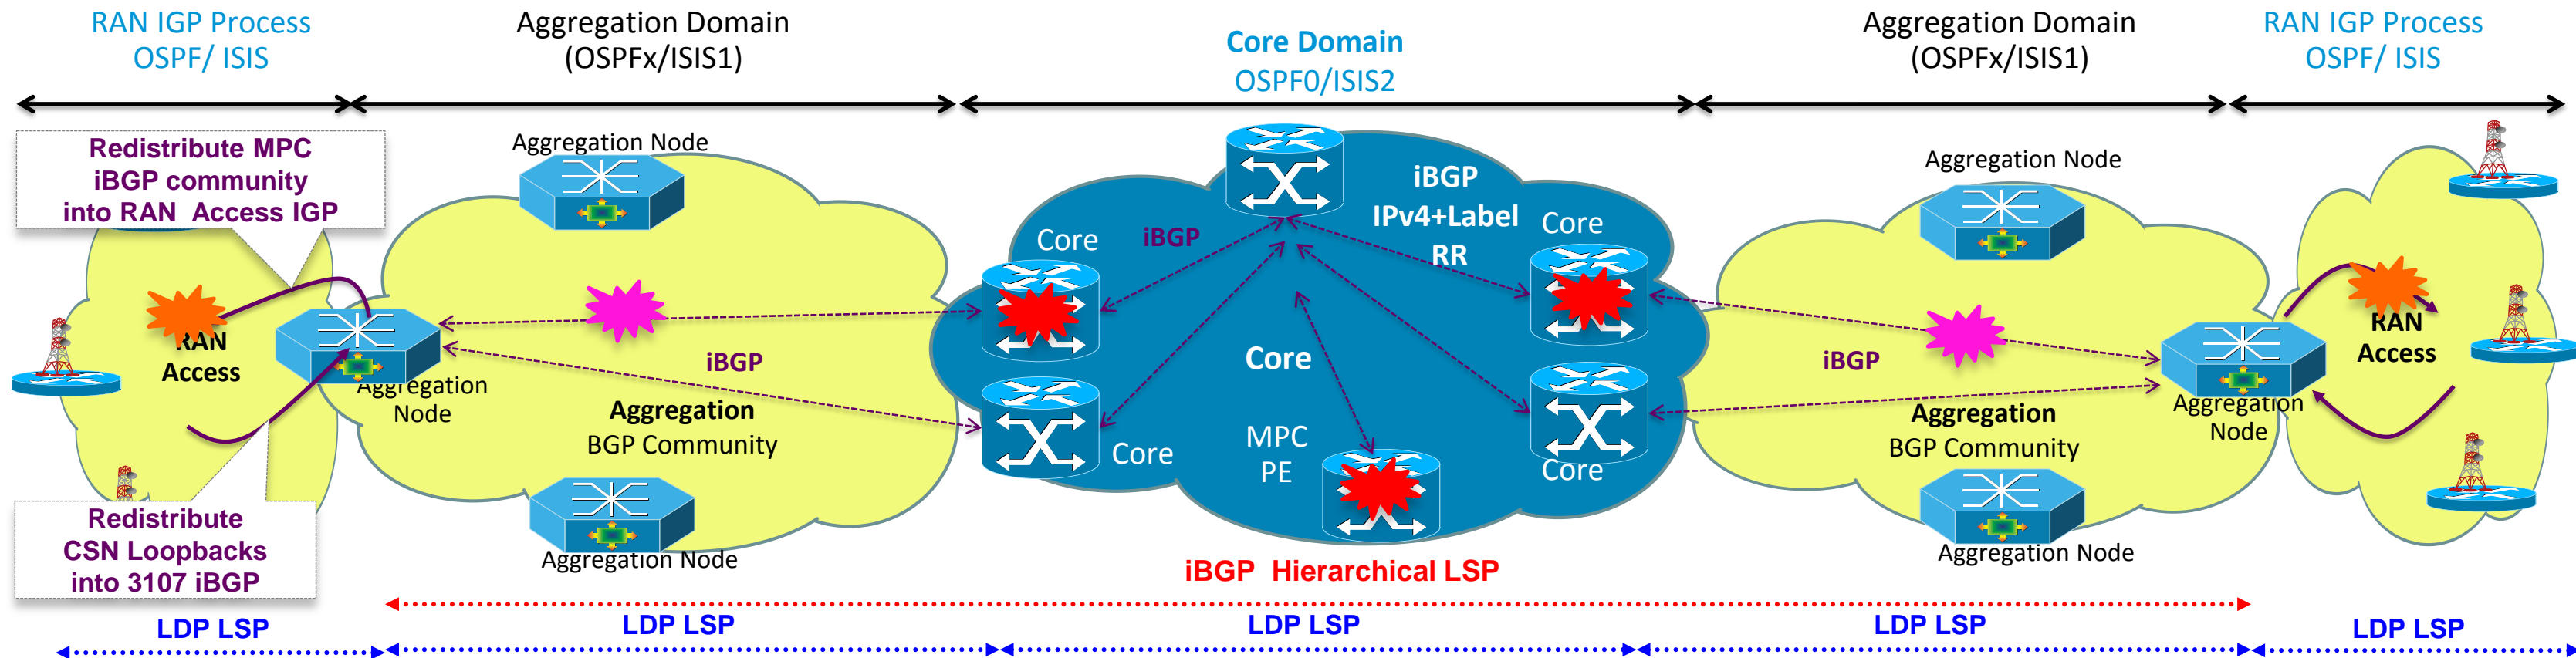 RAN IGP Process
OSPF/ ISIS
Aggregation Domain
(OSPFx/ISIS1)
Core Domain
OSPF0/ISIS2
Aggregation Domain
(OSPFx/ISIS1)
RAN IGP Process
OSPF/ ISIS
Redistribute MPC
iBGP community
into RAN Access IGP
Aggregation Node
Aggregation Node
iBGP
IPv4+Label
RR
Core
iBGP
Core
RAN
Access
RAN
Access
iBGP
Core
iBGP
Aggregation
Node
Aggregation
BGP Community
MPC
PE
Core
Core
Aggregation
BGP Community
Aggregation
Node
Redistribute
CSN Loopbacks
into 3107 iBGP
Aggregation Node
Aggregation Node
iBGP Hierarchical LSP
LDP LSP
LDP LSP
LDP LSP
LDP LSP
LDP LSP